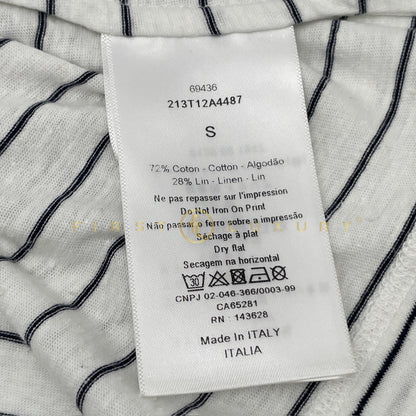 69436
213T12A4487
S
72% Coton - Cotton - Algodão
28% Lin - Linen - Lin
Ne pas repasser sur l'impression
Do Not Iron On Print
Não passar o ferro sobre a impressão
Séchage à plat
Dry flat
Secagem na horizontal
30
CNPJ 02-046-366/0003-99
CA65281
RN : 143628
Made in ITALY
ITALIA